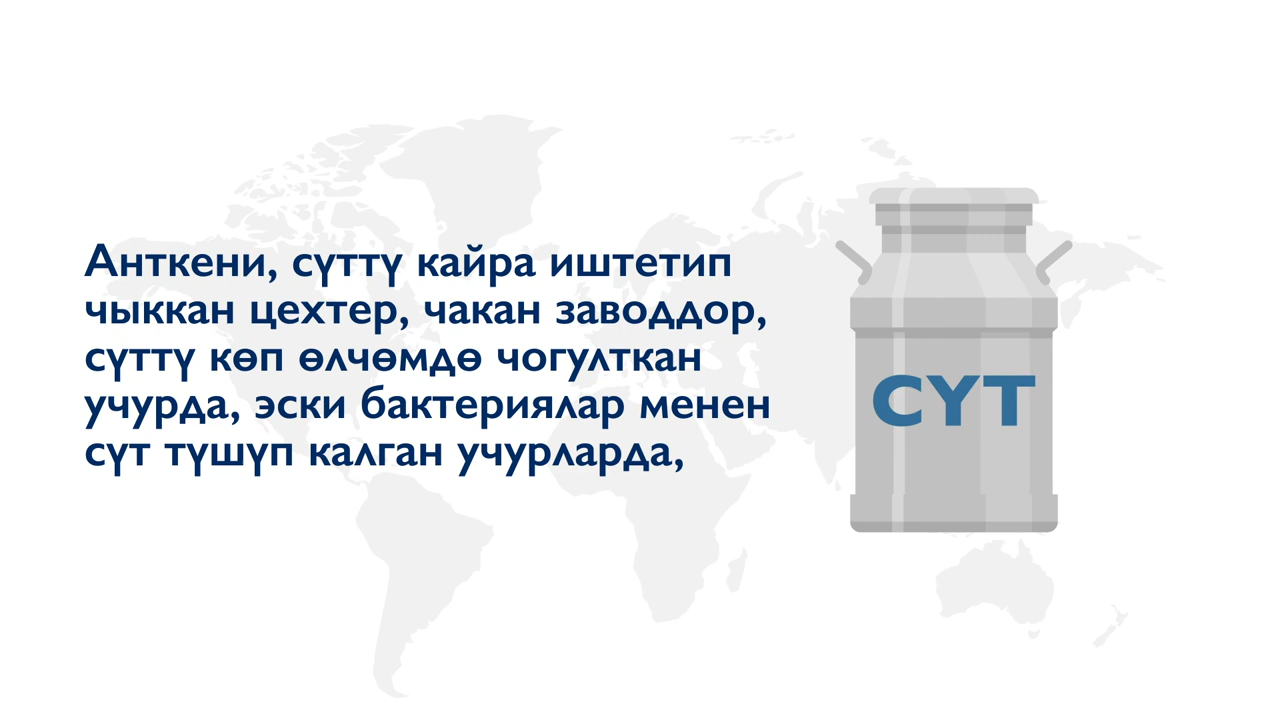 Анткени, сүттү кайра иштетип
чыккан цехтер, чакан заводдор,
сүттү көп өлчөмдө чогулткан
учурда, эски бактериялар менен
сүт түшүп калган учурларда,
СҮТ